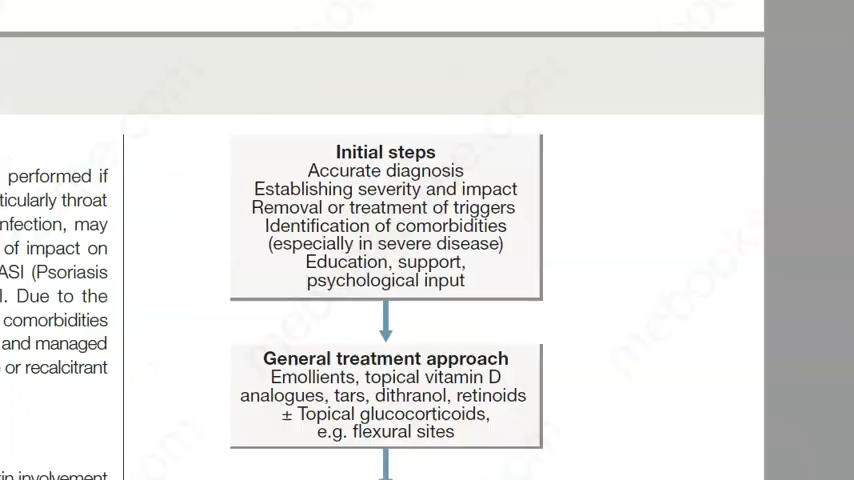 performed if
ticularly throat
nfection, may
of impact on
ASI (Psoriasis
I. Due to the
comorbidities
and managed
or recalcitrant
in involvement
Initial steps
Accurate diagnosis
Establishing severity and impact
Removal or treatment of triggers
Identification of comorbidities
(especially in severe disease)
Education, support,
psychological input
General treatment approach
Emollients, topical vitamin D
analogues, tars, dithranol, retinoids
± Topical glucocorticoids,
e.g. flexural sites